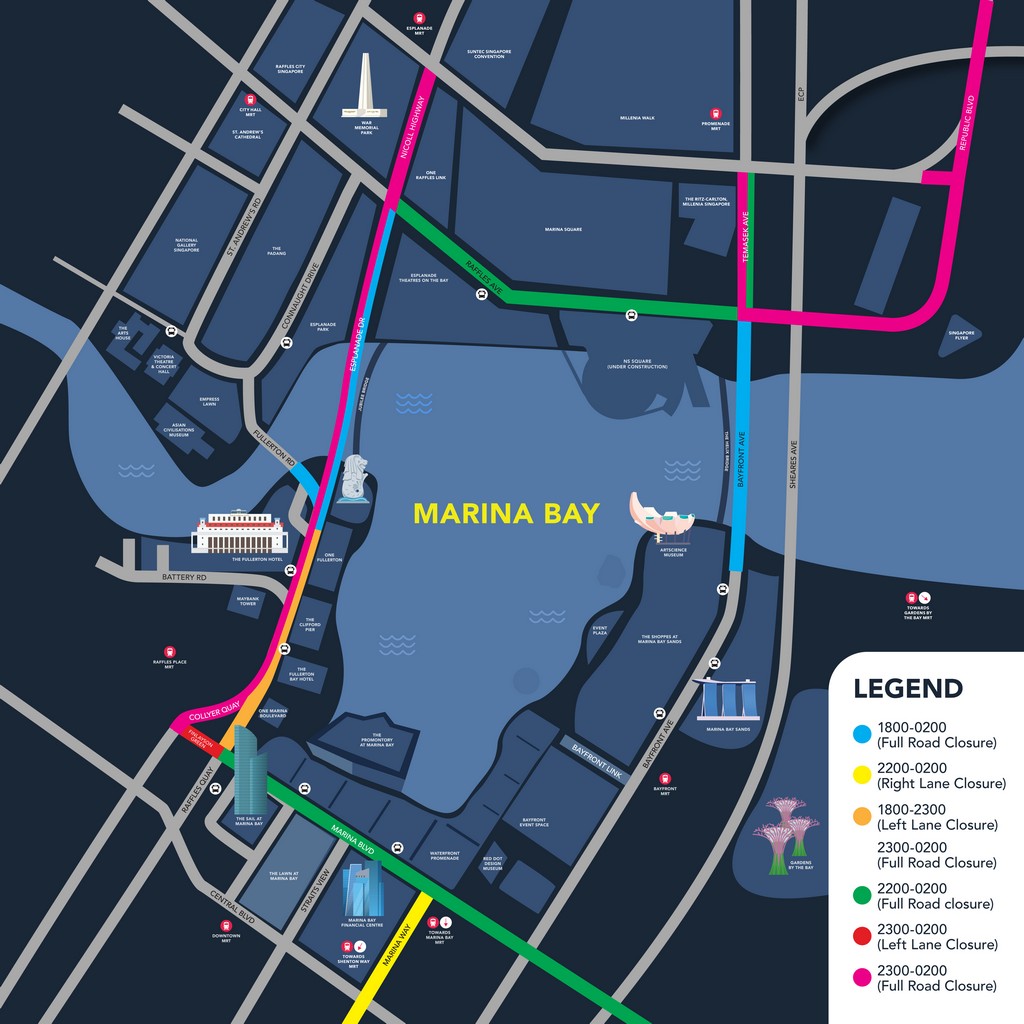 ESPLANADE
MRT
SUNTEC SINGAPORE
CONVENTION
RAFFLES CITY
SINGAPORE
CITY HALL
MRT
ST. ANDREW'S
CATHEDRAL
WAR
MEMORIAL
PARK
NICOLL HIGHWAY
ECP
REPUBLIC BLVD
MILLENIA WALK
PROMENADE
MRT
ONE
RAFFLES LINK
THE RITZ-CARLTON,
MILLENIA SINGAPORE
MARINA SQUARE
TEMASEK AVE
NATIONAL
GALLERY
SINGAPORE
ST. ANDREW'S RD
THE
PADANG
CONNAUGHT DRIVE
ESPLANADE
THEATRES ON THE BAY
RAFFLES AVE
ESPLANADE
PARK
ESPLANADE DR
THE
ARTS
HOUSE
VICTORIA
THEATRE
& CONCERT
HALL
SINGAPORE
FLYER
NS SQUARE
(UNDER CONSTRUCTION)
JUBILEE BRIDGE
EMPRESS
LAWN
ASIAN
CIVILISATIONS
MUSEUM
FULLERTON RD
THE HELIX BRIDGE
BAYFRONT AVE
SHEARES AVE
MARINA BAY
THE FULLERTON HOTEL
ONE
FULLERTON
ARTSCIENCE
MUSEUM
BATTERY RD
MAYBANK
TOWER
THE
CLIFFORD
PIER
EVENT
PLAZA
THE SHOPPES AT
MARINA BAY SANDS
TOWARDS
GARDENS BY
THE BAY MRT
RAFFLES PLACE
MRT
THE
FULLERTON
BAY HOTEL
COLLYER QUAY
ONE MARINA
BOULEVARD
FINLAYSON
GREEN
THE
PROMONTORY
AT MARINA BAY
MARINA BAY SANDS
BAYFRONT AVE
BAYFRONT LINK
BAYFRONT
MRT
RAFFLES QUAY
THE SAIL AT
MARINA BAY
MARINA BLVD
BAYFRONT
EVENT SPACE
WATERFRONT
PROMENADE
RED DOT
DESIGN
MUSEUM
GARDENS
BY THE BAY
THE LAWN AT
MARINA BAY
STRAITS VIEW
CENTRAL BLVD
MARINA BAY
FINANCIAL CENTRE
DOWNTOWN
MRT
TOWARDS
SHENTON WAY
MRT
MARINA WAY
TOWARDS
MARINA BAY
MRT
LEGEND
1800-0200
(Full Road Closure)
2200-0200
(Right Lane Closure)
1800-2300
(Left Lane Closure)
2300-0200
(Full Road Closure)
2200-0200
(Full Road closure)
2300-0200
(Left Lane Closure)
2300-0200
(Full Road Closure)